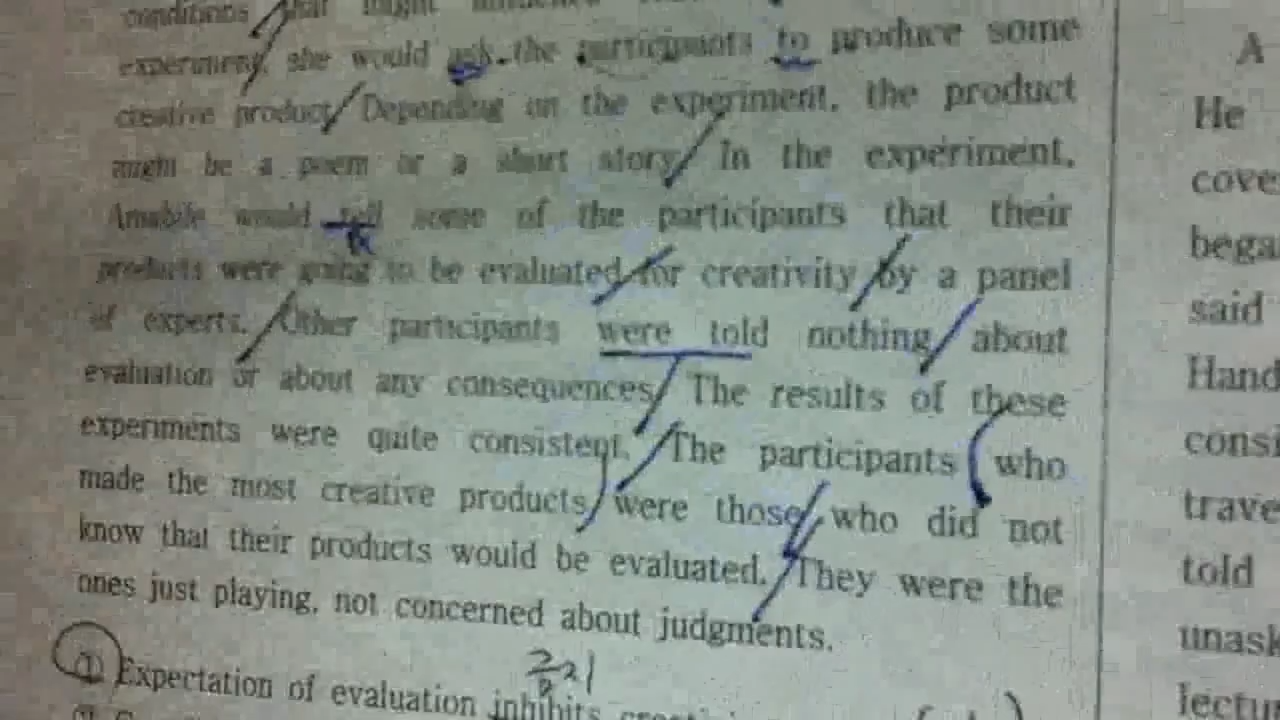 conditions that might
experiment, she would ask the participants to produce some
creative product. Depending on the experiment, the product
might be a poem or a short story. In the experiment,
Amabile would tell some of the participants that their
products were going to be evaluated for creativity by a panel
of experts. Other participants were told nothing about
evaluation or about any consequences. The results of these
experiments were quite consistent. The participants who
made the most creative products were those who did not
know that their products would be evaluated. They were the
ones just playing, not concerned about judgments.
① Expectation of evaluation inhibits
A
He
cove
bega
said
Hand
consi
trave
told
unask
lectur